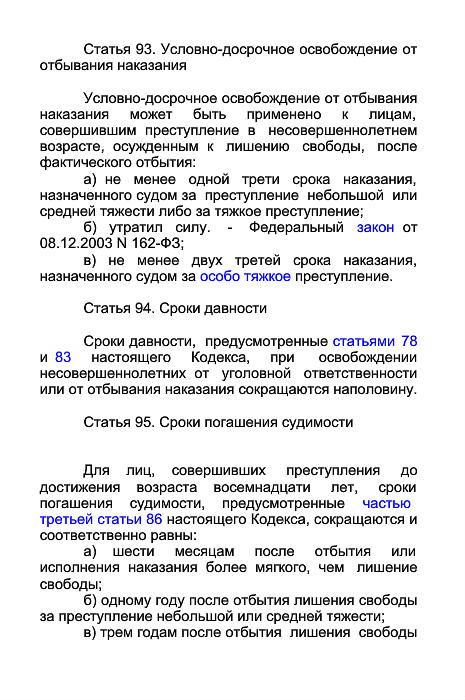 Статья 93. Условно-досрочное освобождение от
отбывания наказания
Условно-досрочное освобождение от отбывания
наказания может быть применено к лицам,
совершившим преступление в несовершеннолетнем
возрасте, осужденным к лишению свободы, после
фактического отбытия:
а) не менее одной трети срока наказания,
назначенного судом за преступление небольшой или
средней тяжести либо за тяжкое преступление;
б) утратил силу. - Федеральный закон от
08.12.2003 N 162-ФЗ;
в) не менее двух третей срока наказания,
назначенного судом за особо тяжкое преступление.
Статья 94. Сроки давности
Сроки давности, предусмотренные статьями 78
и 83 настоящего Кодекса, при освобождении
несовершеннолетних от уголовной ответственности
или от отбывания наказания сокращаются наполовину.
Статья 95. Сроки погашения судимости
Для лиц, совершивших преступления до
достижения возраста восемнадцати лет, сроки
погашения судимости, предусмотренные частью
третьей статьи 86 настоящего Кодекса, сокращаются и
соответственно равны:
а) шести месяцам после отбытия или
исполнения наказания более мягкого, чем лишение
свободы;
б) одному году после отбытия лишения свободы
за преступление небольшой или средней тяжести;
в) трем годам после отбытия лишения свободы